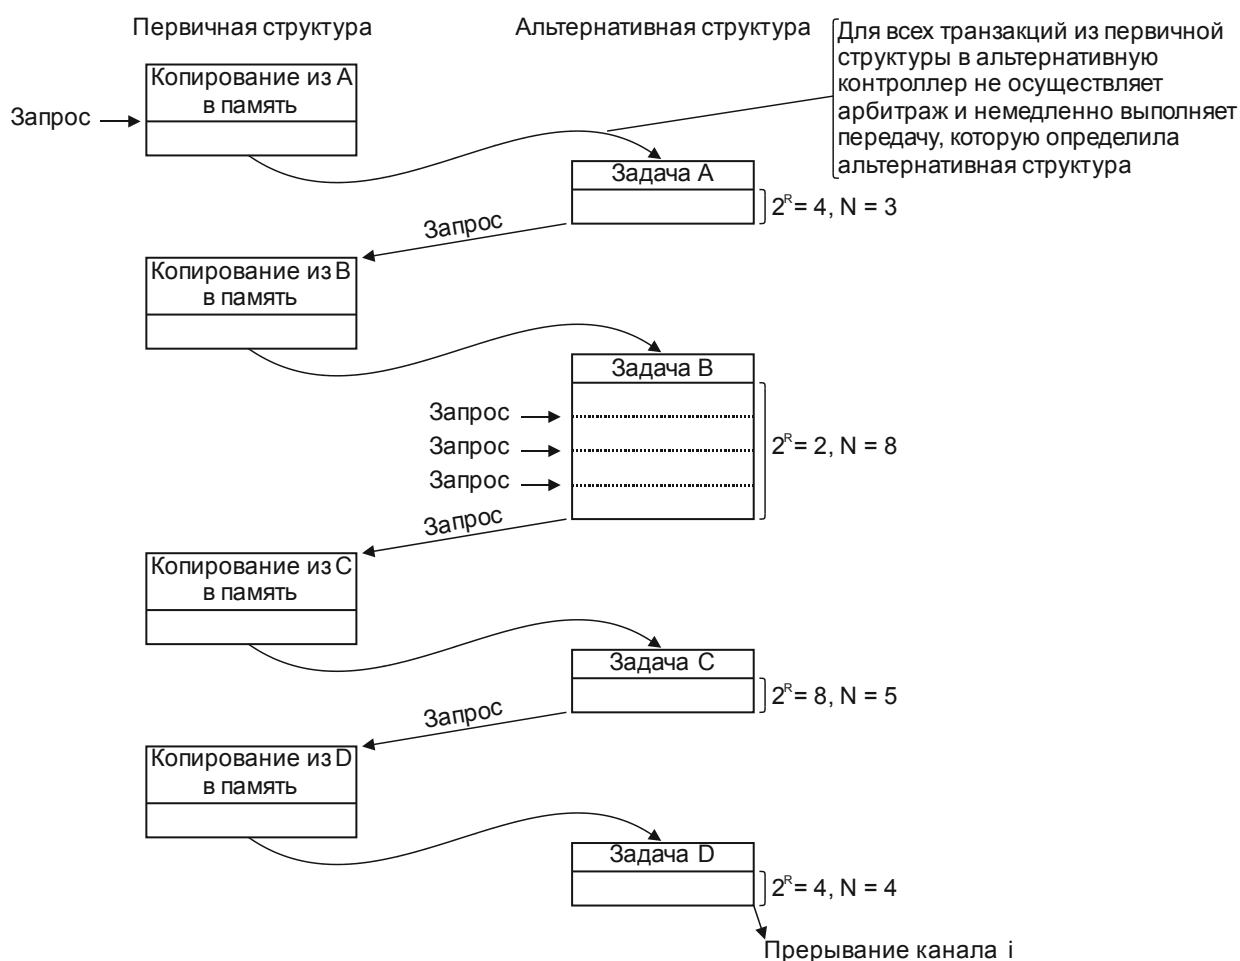 Первичная структура
Альтернативная структура
Для всех транзакций из первичной
структуры в альтернативную
контроллер не осуществляет
арбитраж и немедленно выполняет
передачу, которую определила
альтернативная структура
Копирование из A
в память
Запрос
Задача A
2^R = 4, N = 3
Запрос
Копирование из B
в память
Задача B
Запрос
Запрос
Запрос
2^R = 2, N = 8
Запрос
Копирование из C
в память
Задача C
2^R = 8, N = 5
Запрос
Копирование из D
в память
Задача D
2^R = 4, N = 4
Прерывание канала i